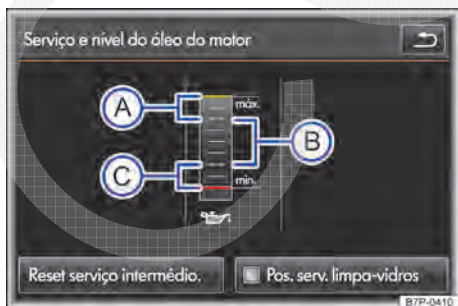 Serviço e nível do óleo do motor
A
máx.
B
C
mín.
Reset serviço intermédio.
Pos. serv. limpa-vidros
B7P-0410